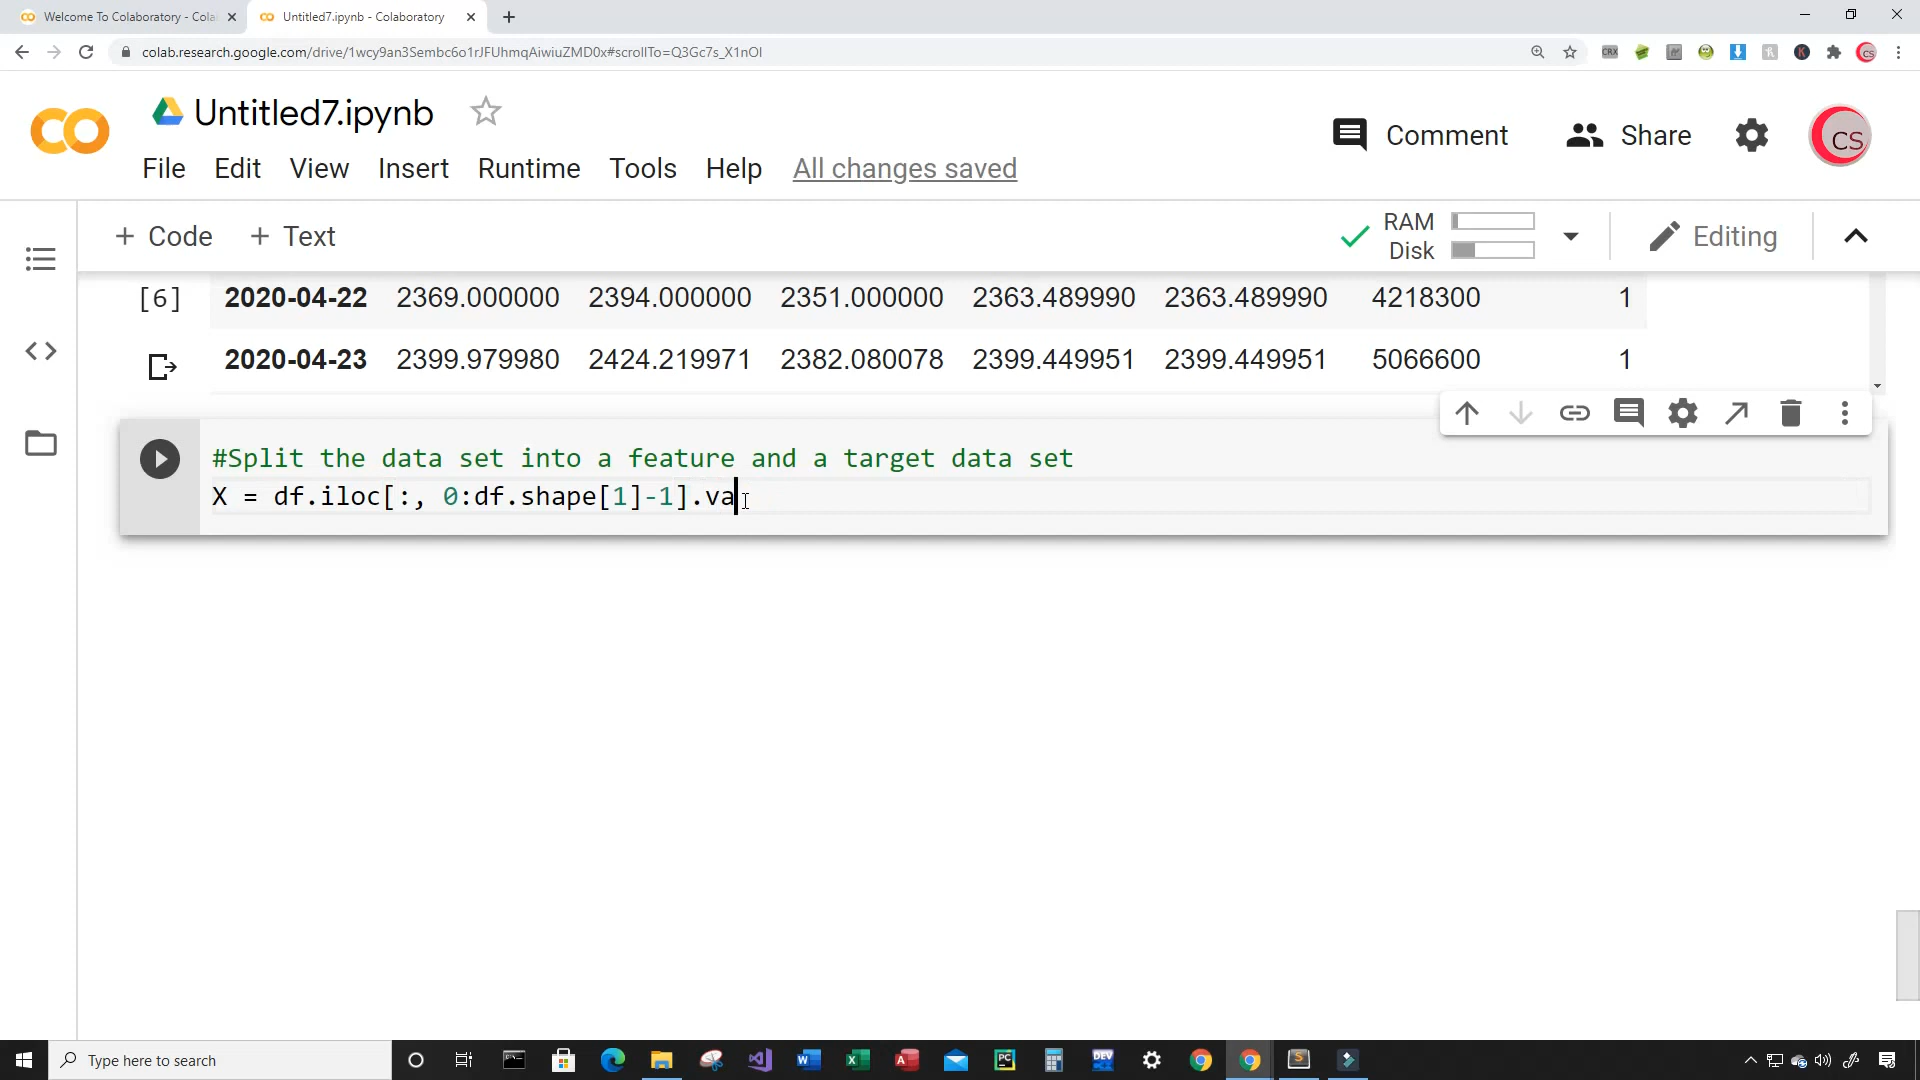 Welcome To Colaboratory - Cola
Untitled7.ipynb - Colaboratory
colab.research.google.com/drive/1wcy9an3Sembc6o1rJFUhmqAiwiuZMD0x#scrollTo=Q3Gc7s_X1nOI
CRX
CS
Untitled7.ipynb
Comment
Share
CS
File Edit View Insert Runtime Tools Help All changes saved
+ Code + Text
RAM
Disk
Editing
[6] 2020-04-22 2369.000000 2394.000000 2351.000000 2363.489990 2363.489990 4218300 1
2020-04-23 2399.979980 2424.219971 2382.080078 2399.449951 2399.449951 5066600 1
#Split the data set into a feature and a target data set
X = df.iloc[:, 0:df.shape[1]-1].va
Type here to search
DEV